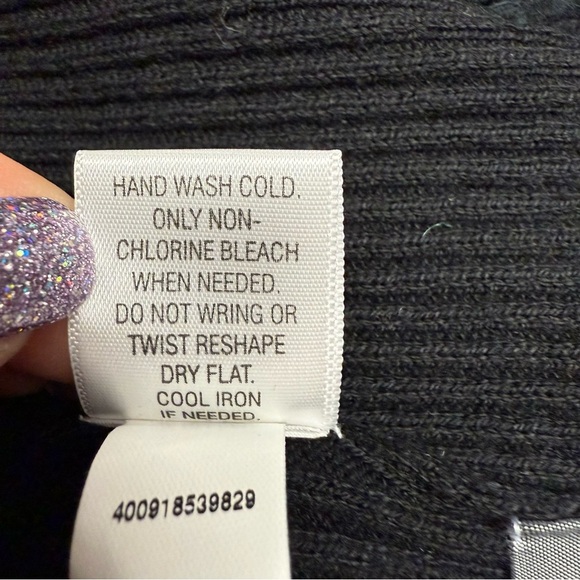 HAND WASH COLD.
ONLY NON-
CHLORINE BLEACH
WHEN NEEDED.
DO NOT WRING OR
TWIST RESHAPE
DRY FLAT.
COOL IRON
IF NEEDED.
400918539829